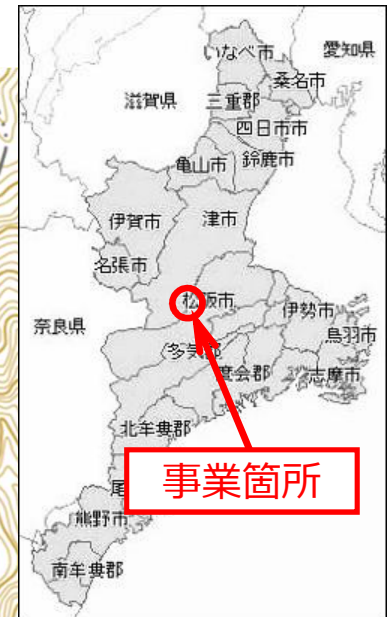 いなべ市
愛知県
桑名市
滋賀県
三重郡
四日市市
亀山市
鈴鹿市
伊賀市
津市
名張市
松阪市
伊勢市
奈良県
鳥羽市
多気郡
度会郡
志摩市
北牟婁郡
事業箇所
尾
熊野市
南牟婁郡